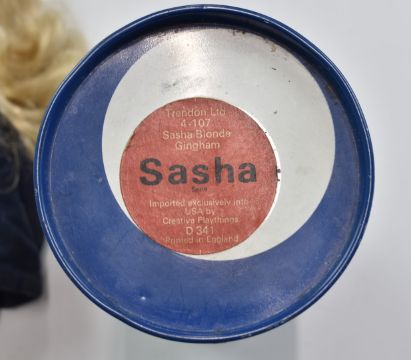 Trendon Ltd
4-107
Sasha Blonde
Gingham
Sasha
Imported exclusively into
USA by
Creative Playthings
D 341
Printed in England